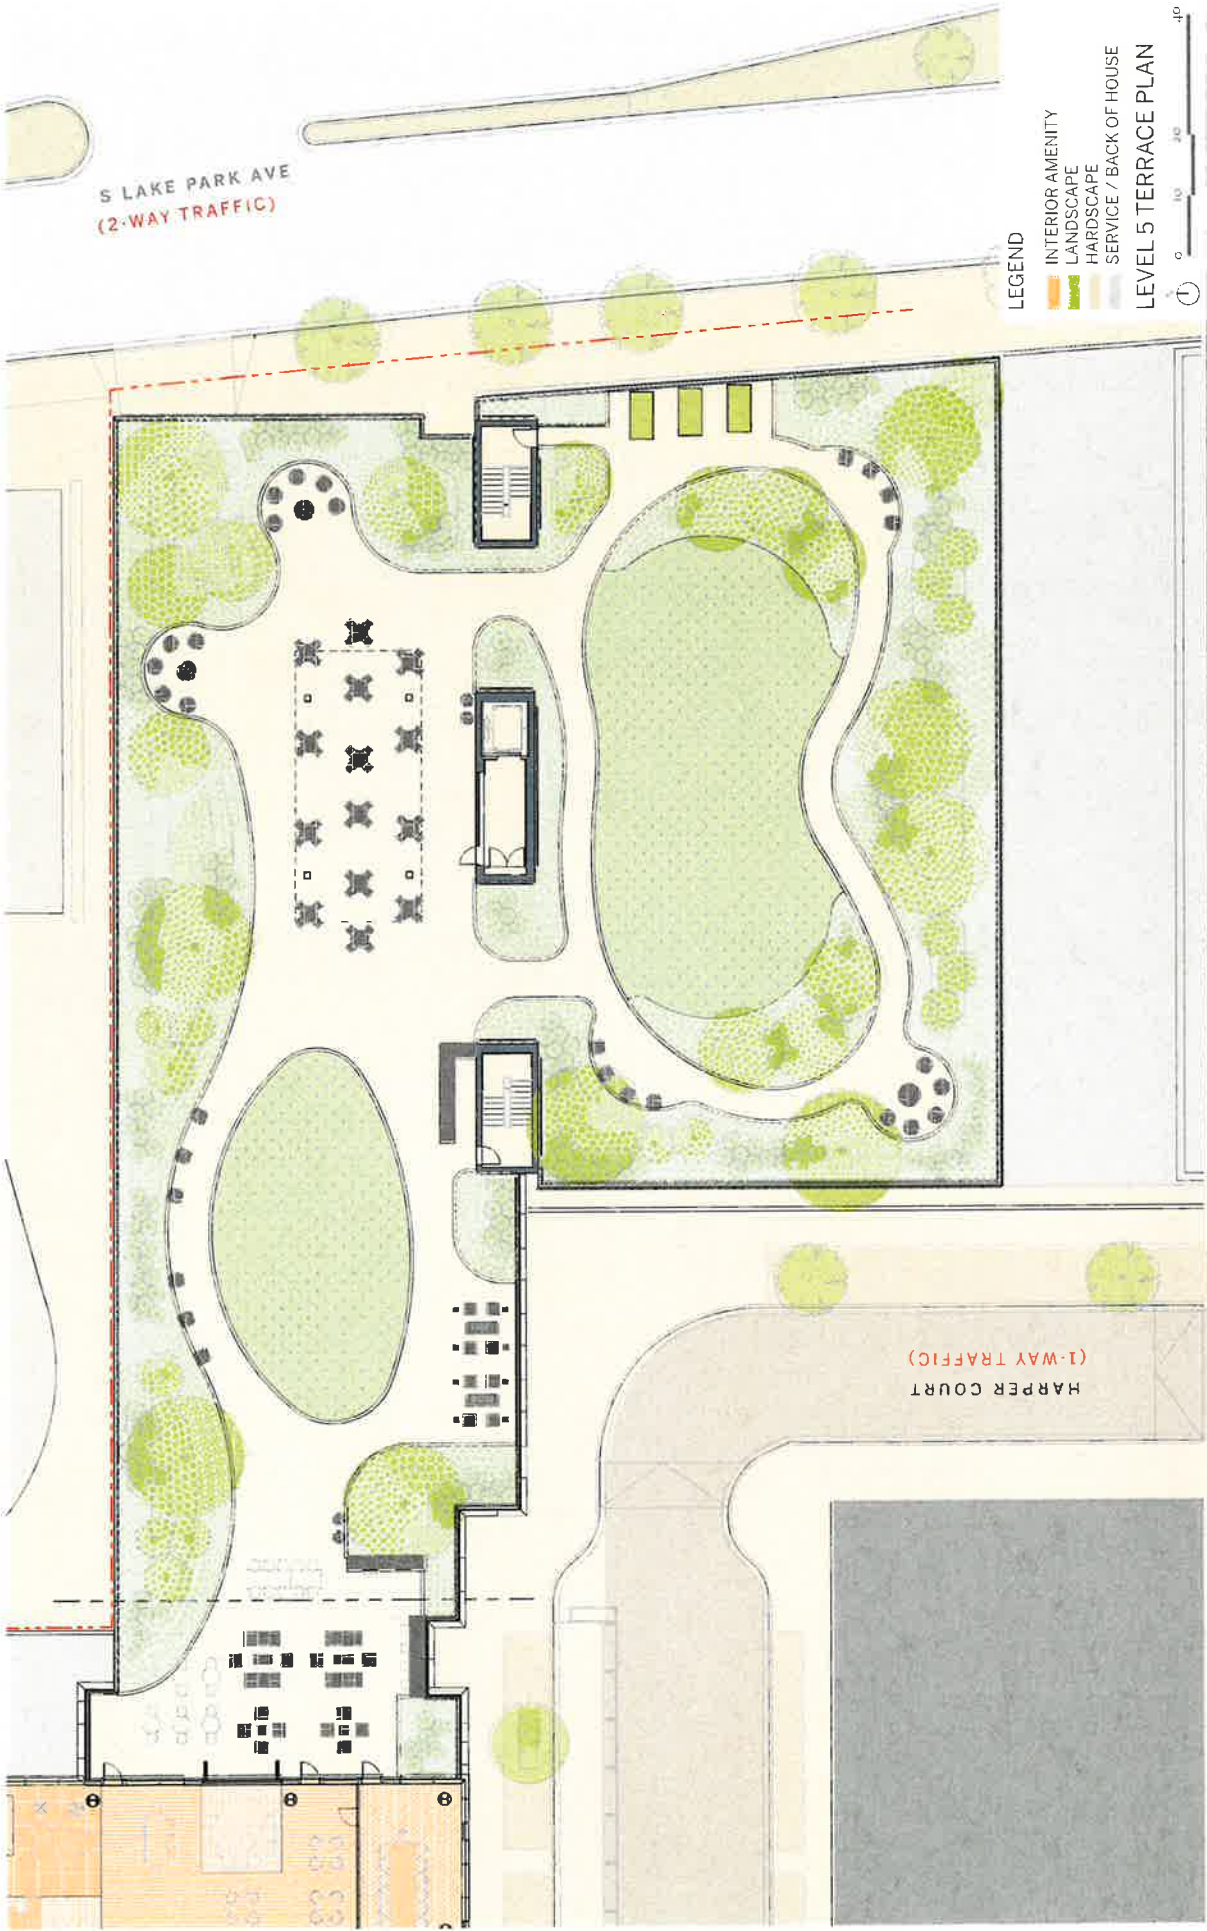 S LAKE PARK AVE
(2-WAY TRAFFIC)
HARPER COURT
(1-WAY TRAFFIC)
LEGEND
INTERIOR AMENITY
LANDSCAPE
HARDSCAPE
SERVICE / BACK OF HOUSE
LEVEL 5 TERRACE PLAN
0 10 20 40